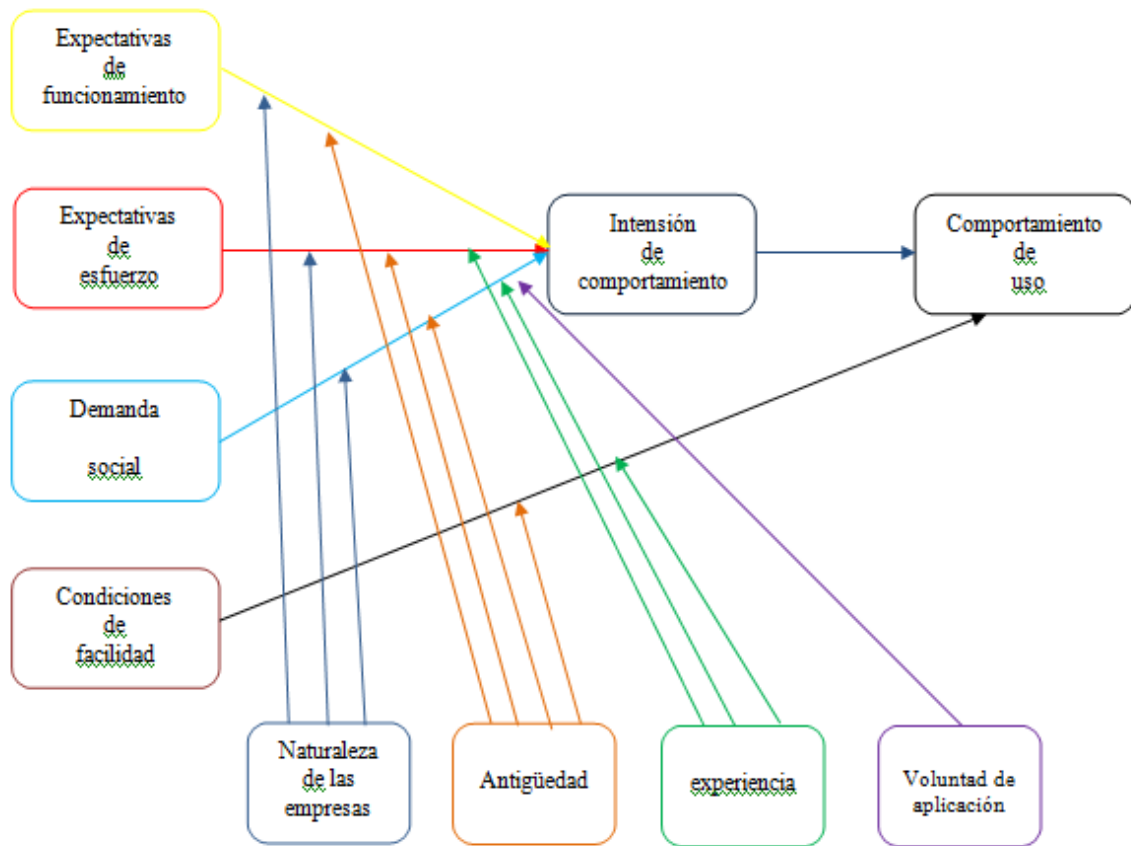 Expectativas
de
funcionamiento
Expectativas
de
esfuerzo
Intensión
de
comportamiento
Comportamiento
de
uso
Demanda
social
Condiciones
de
facilidad
Naturaleza
de las
empresas
Antigüedad
experiencia
Voluntad de
aplicación